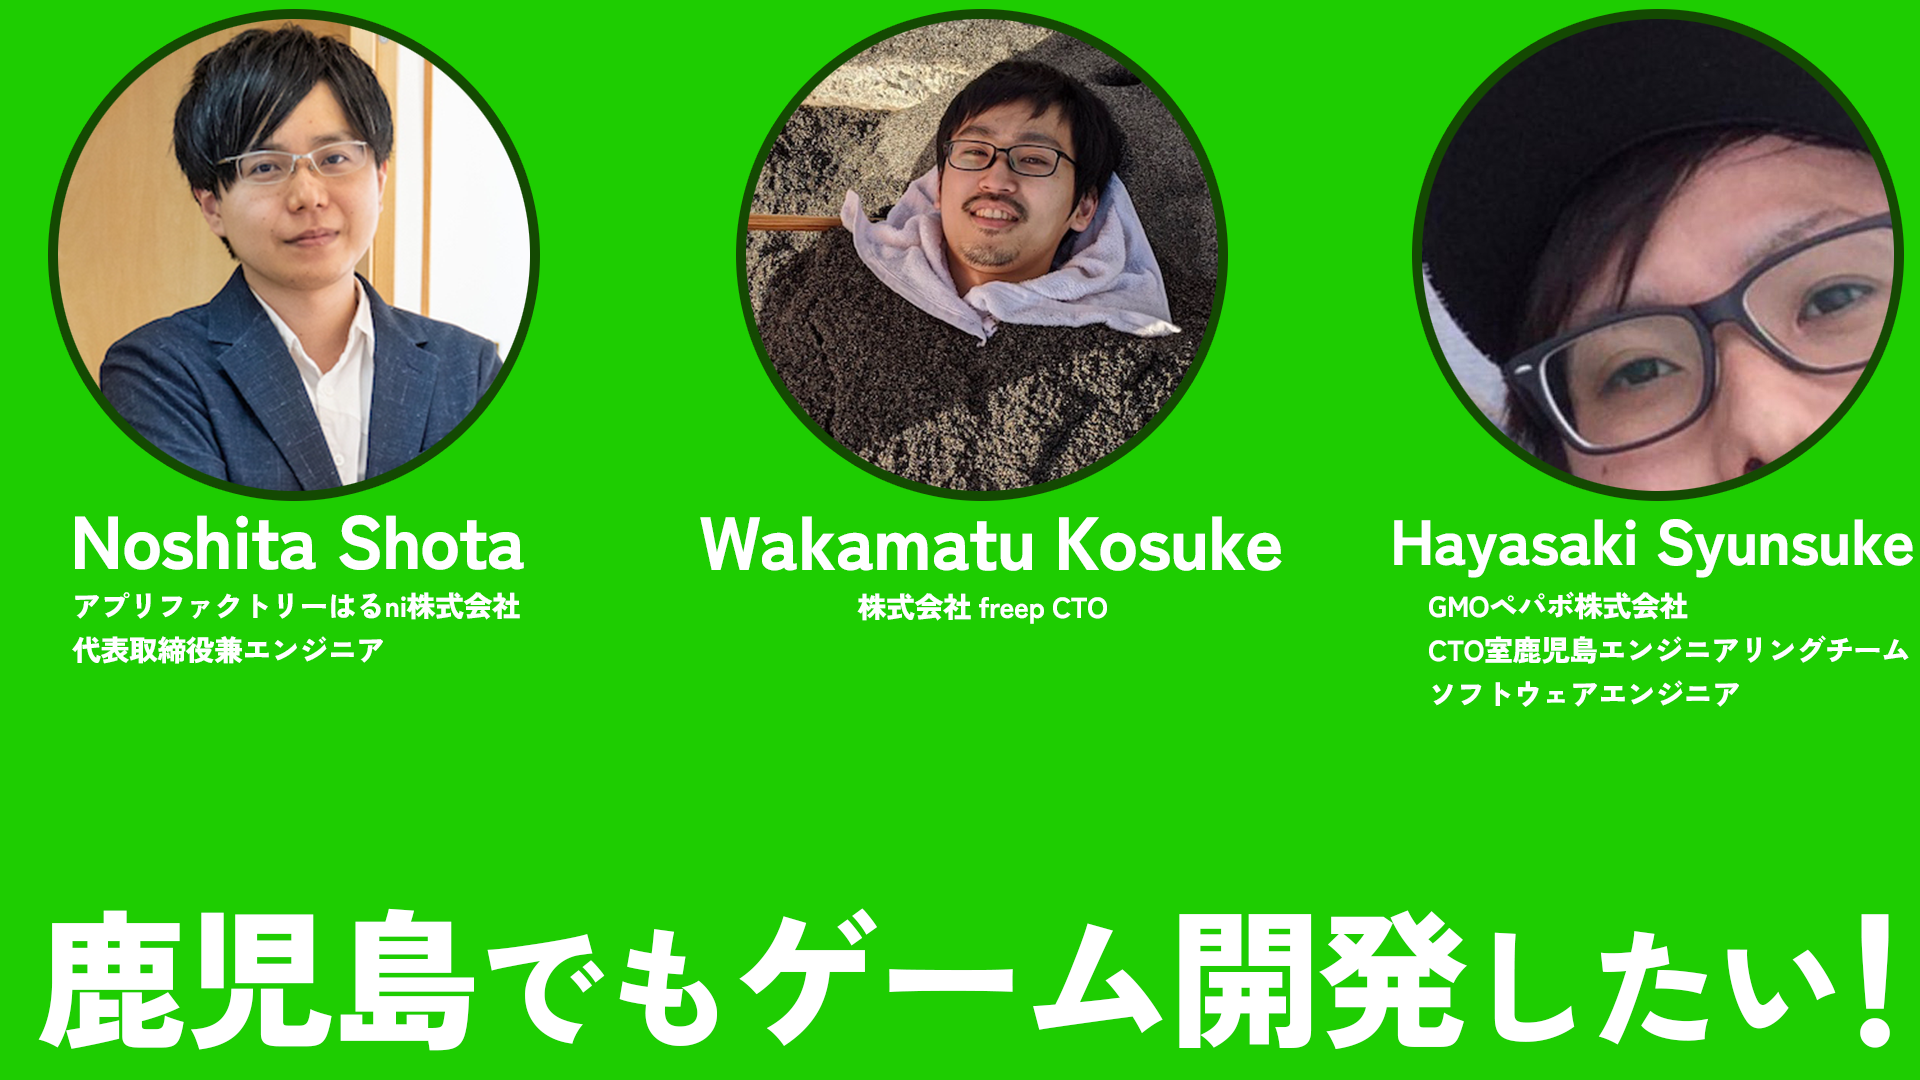 Noshita Shota
アプリファクトリーはるni株式会社
代表取締役兼エンジニア
Wakamatu Kosuke
株式会社 freep CTO
Hayasaki Syunsuke
GMOペパボ株式会社
CTO室鹿児島エンジニアリングチーム
ソフトウェアエンジニア
鹿児島でもゲーム開発したい!